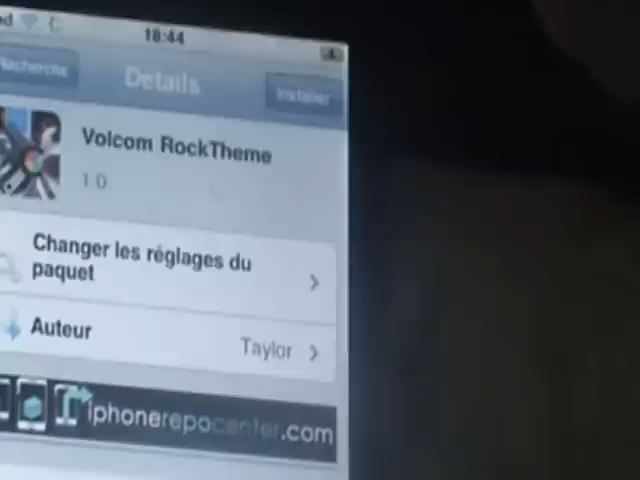 18:44
Recherche
Details
Installer
Volcom RockTheme
1.0
Changer les réglages du
paquet
Auteur
Taylor
iphonerepocenter.com